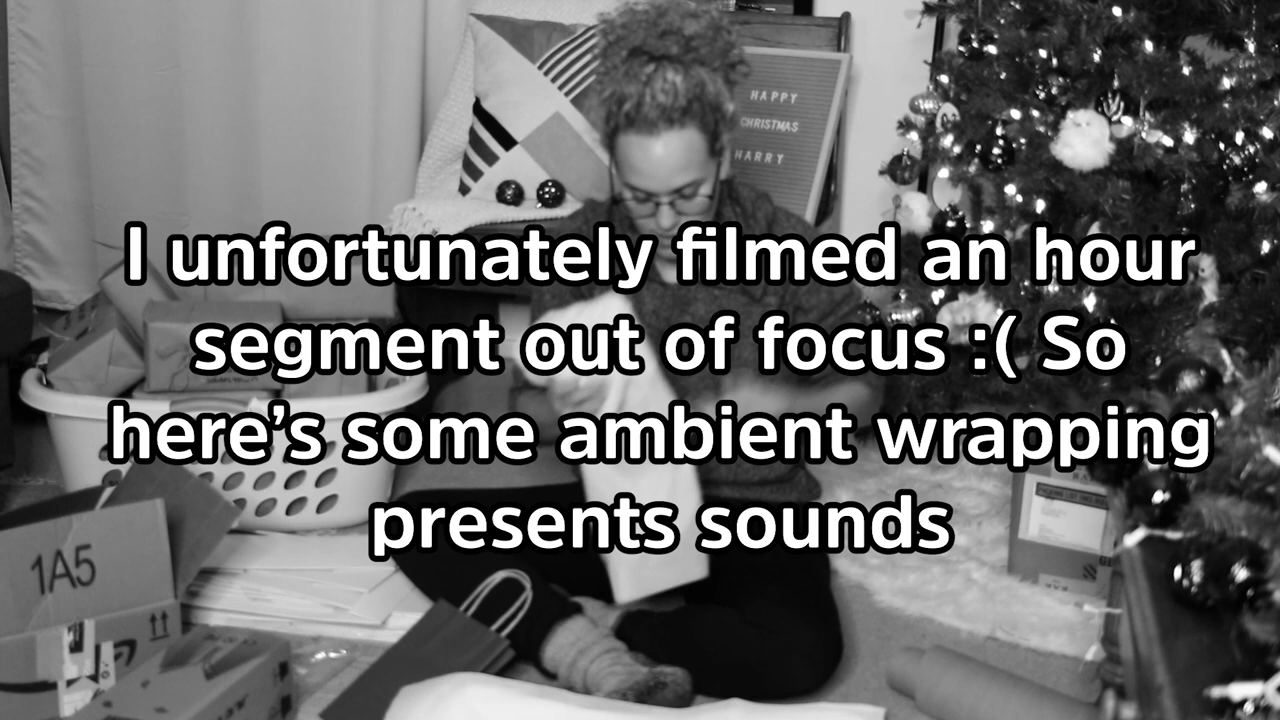 HAPPY
CHRISTMAS
HARRY
I unfortunately filmed an hour
segment out of focus :( So
here’s some ambient wrapping
presents sounds
1A5